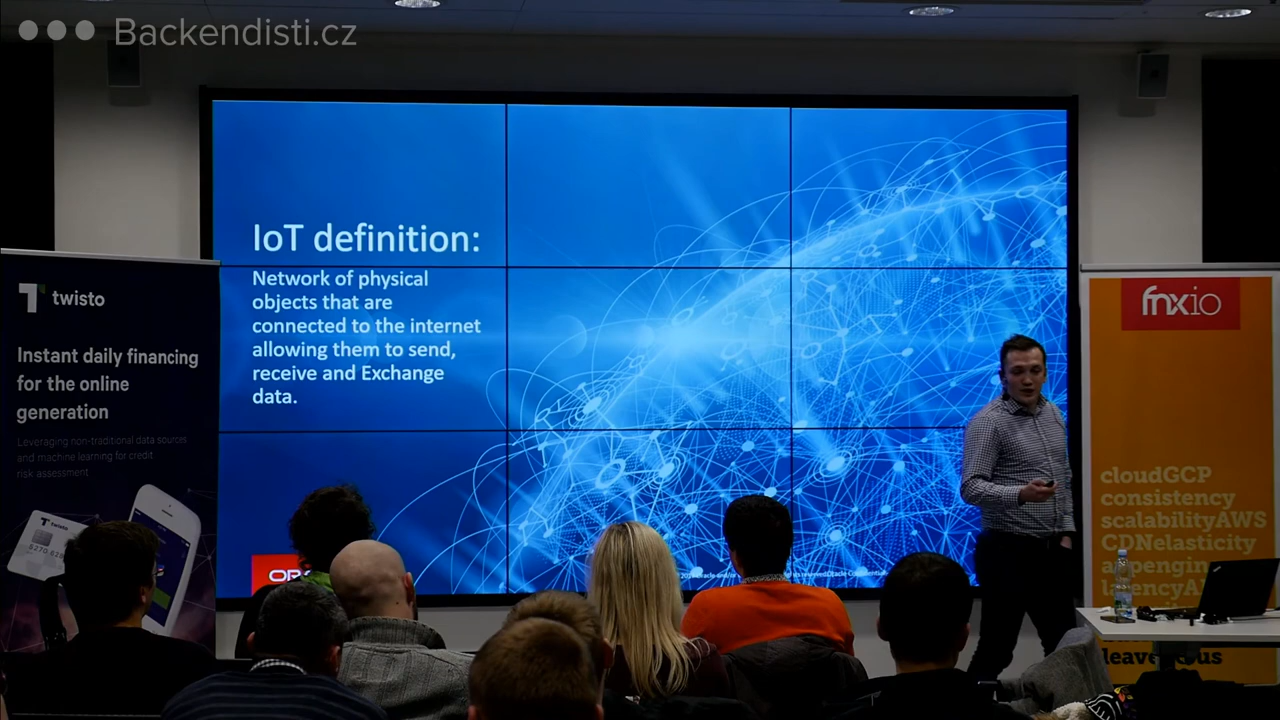 Backendisti.cz
IoT definition:
Network of physical
objects that are
connected to the internet
allowing them to send,
receive and Exchange
data.
twisto
Instant daily financing
for the online
generation
Leveraging non-traditional data sources
and machine learning for credit
risk assessment
twisto
fnxio
cloudGCP
consistency
scalabilityAWS
CDNelasticity